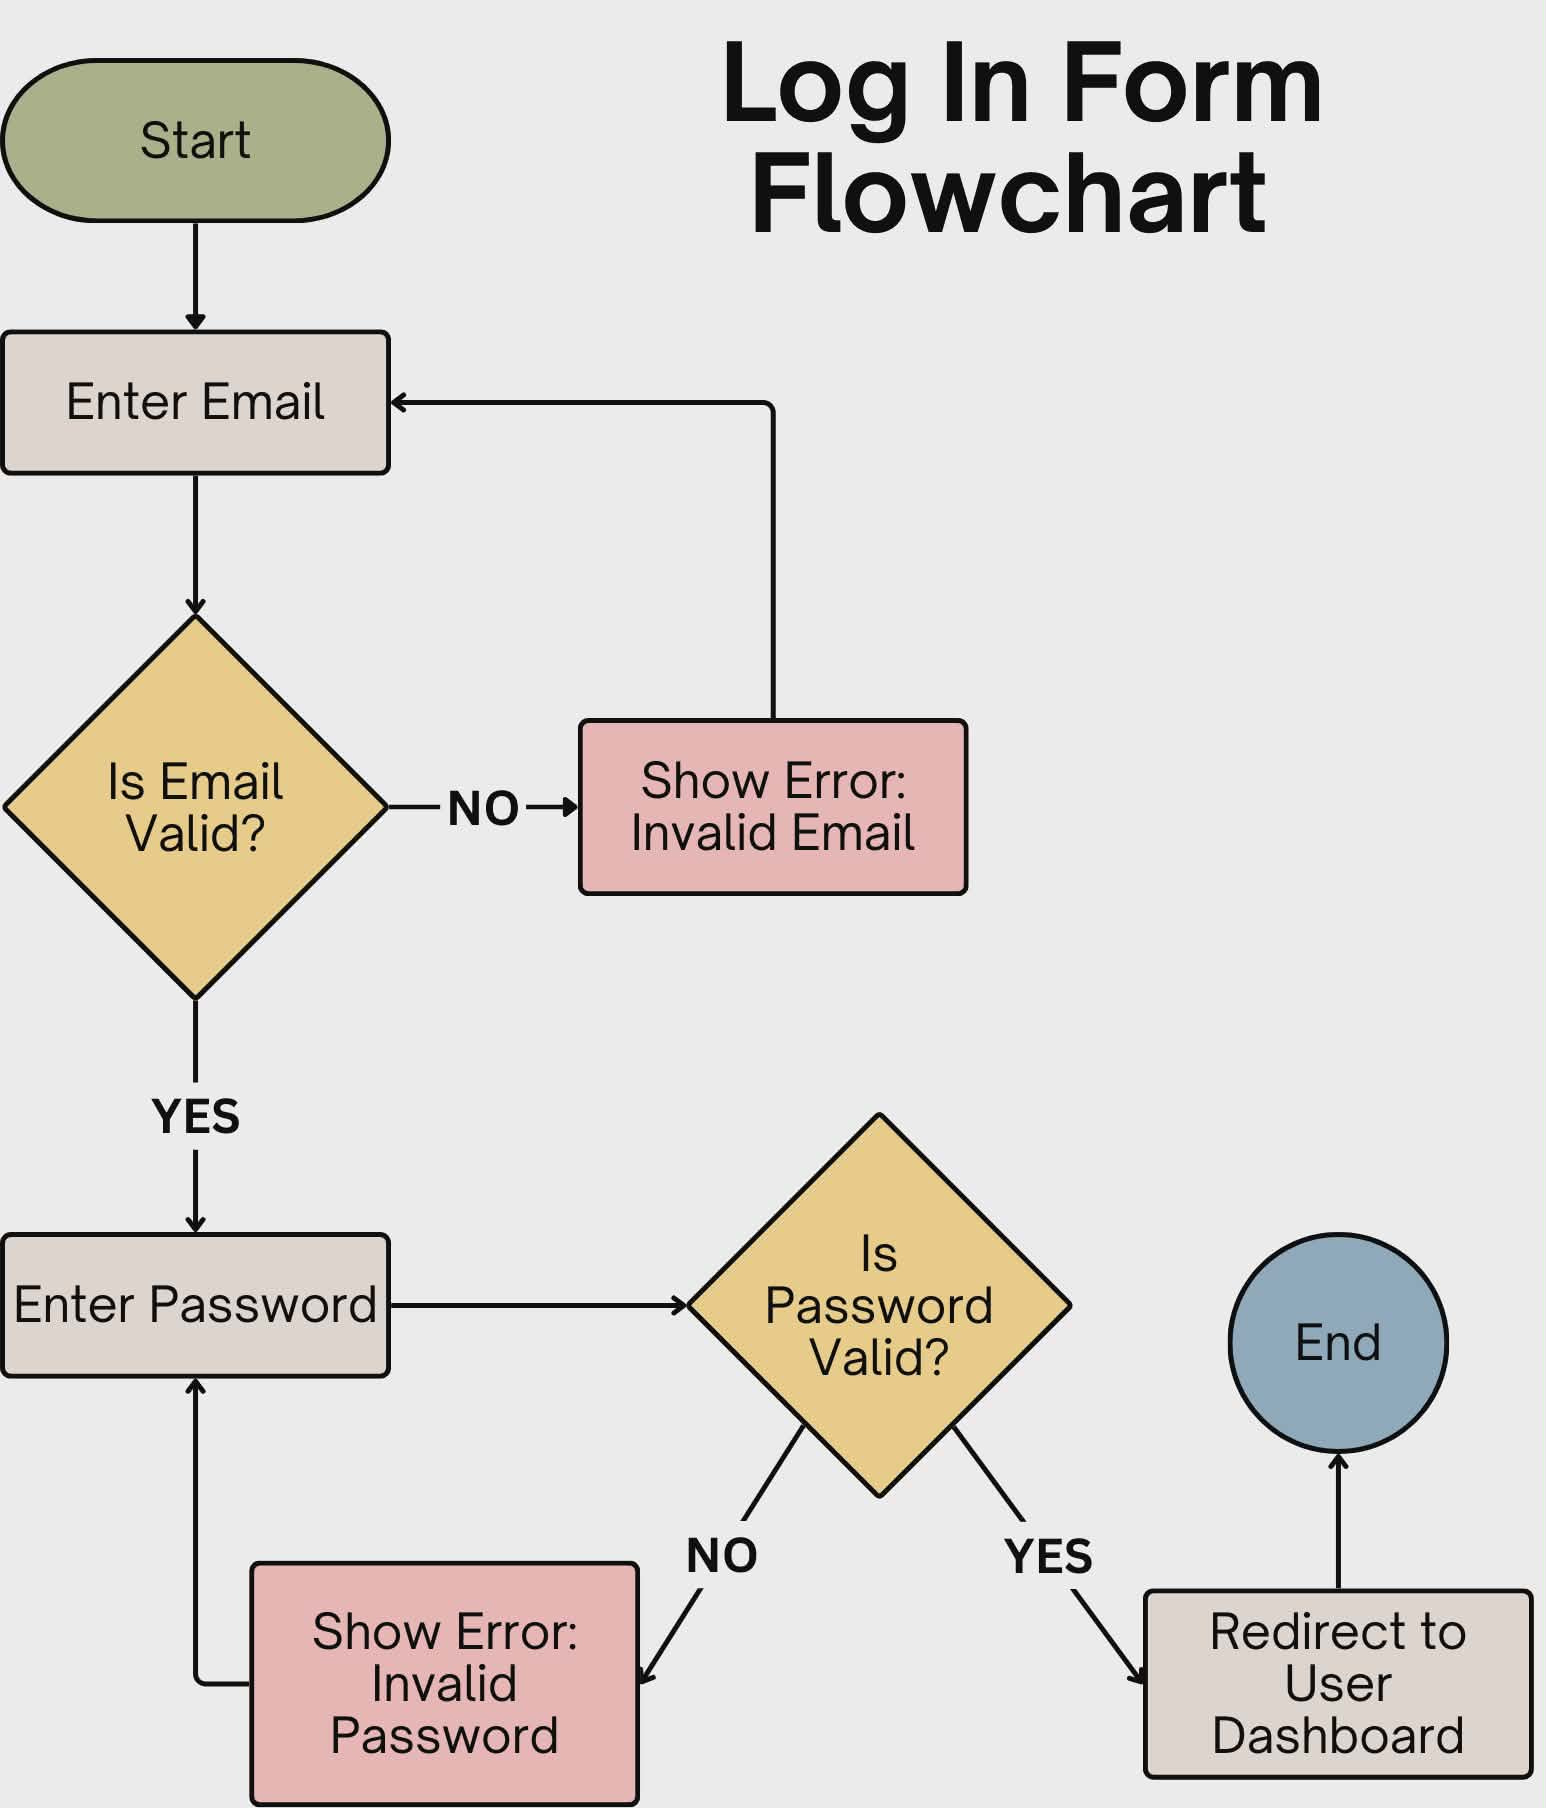 Log In Form
Flowchart
Start
Enter Email
Is Email
Valid?
NO
Show Error:
Invalid Email
YES
Enter Password
Is
Password
Valid?
End
NO
YES
Show Error:
Invalid
Password
Redirect to
User
Dashboard